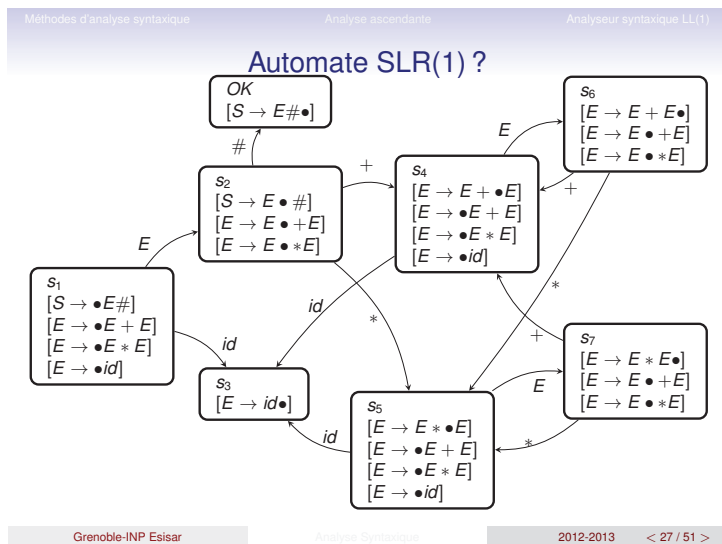 Méthodes d'analyse syntaxique Analyse ascendante Analyseur syntaxique LL(1)
Automate SLR(1) ?
OK
[S → E#•]
#
s2
[S → E • #]
[E → E • +E]
[E → E • ∗E]
+
s4
[E → E + •E]
[E → •E + E]
[E → •E ∗ E]
[E → •id]
E
s6
[E → E + E•]
[E → E • +E]
[E → E • ∗E]
+
E
s1
[S → •E#]
[E → •E + E]
[E → •E ∗ E]
[E → •id]
id
id
∗
∗
+
s3
[E → id•]
id
s5
[E → E ∗ •E]
[E → •E + E]
[E → •E ∗ E]
[E → •id]
E
s7
[E → E ∗ E•]
[E → E • +E]
[E → E • ∗E]
∗
Grenoble-INP Esisar Analyse Syntaxique 2012-2013 < 27 / 51 >